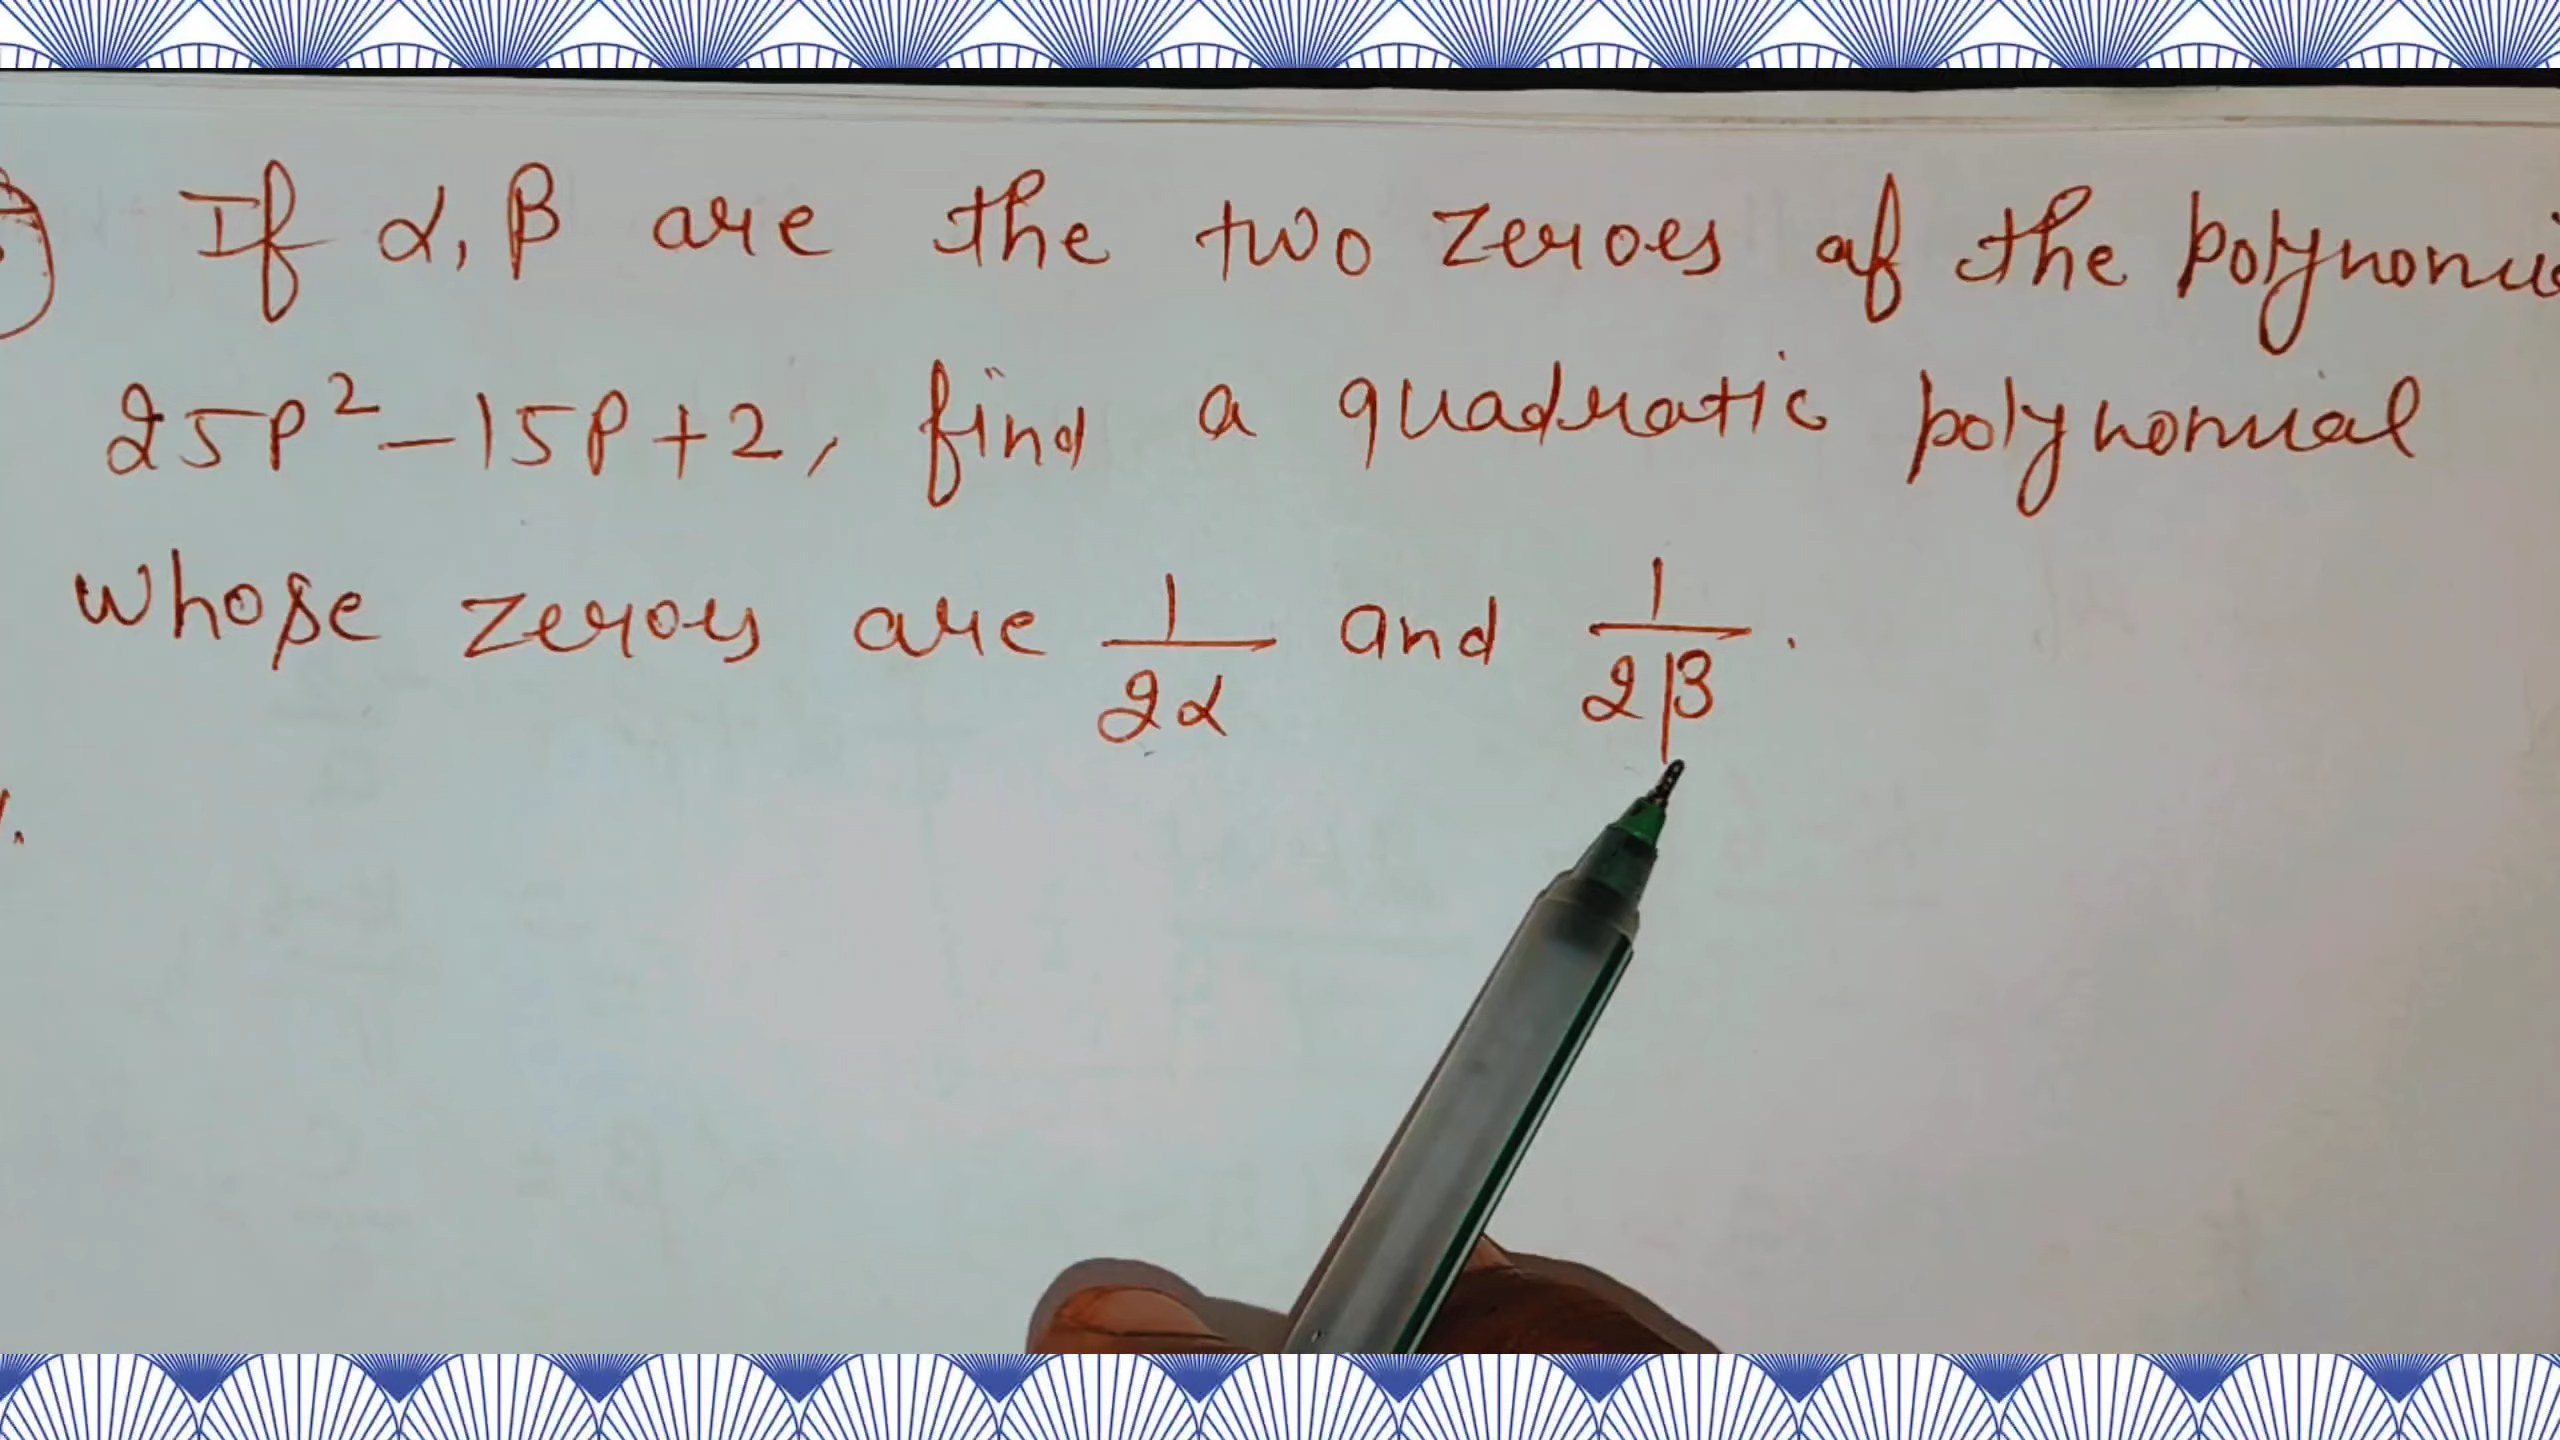 If α, β are the two zeroes of the polynomi
25P² - 15P + 2, find a quadratic polynomial
whose zeroes are 1/2α and 1/2β.